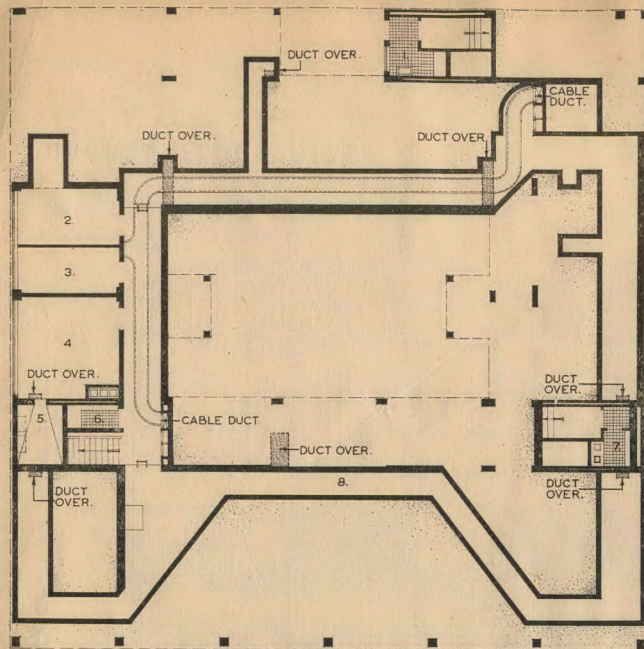 DUCT OVER.
1.
CABLE
DUCT.
DUCT OVER.
DUCT OVER.
2.
3.
4
DUCT OVER.
5.
6.
CABLE DUCT.
DUCT OVER.
DUCT
OVER.
7.
8.
DUCT
OVER.
DUCT
OVER.